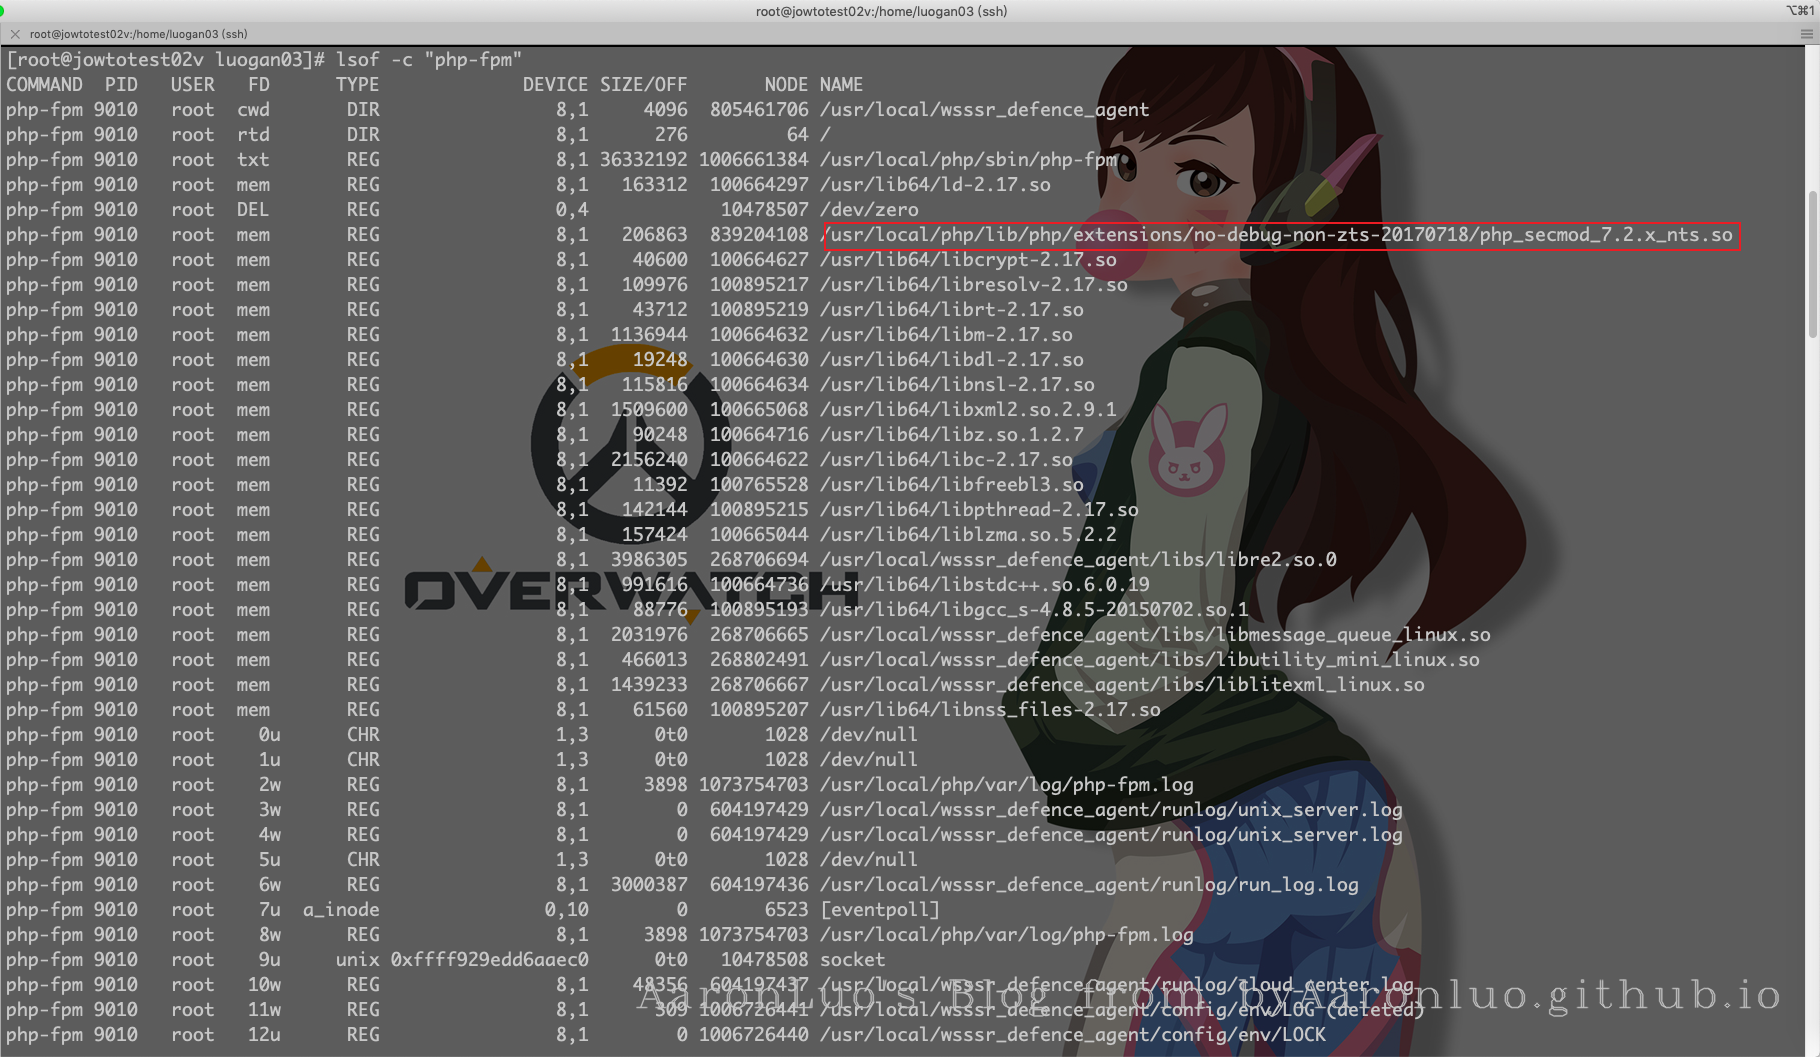 root@jowtotest02v:/home/luogan03 (ssh)
⌥⌘1
root@jowtotest02v:/home/luogan03 (ssh)
[root@jowtotest02v luogan03]# lsof -c "php-fpm"
COMMAND PID USER FD TYPE DEVICE SIZE/OFF NODE NAME
php-fpm 9010 root cwd DIR 8,1 4096 805461706 /usr/local/wsssr_defence_agent
php-fpm 9010 root rtd DIR 8,1 276 64 /
php-fpm 9010 root txt REG 8,1 36332192 1006661384 /usr/local/php/sbin/php-fpm
php-fpm 9010 root mem REG 8,1 163312 100664297 /usr/lib64/ld-2.17.so
php-fpm 9010 root DEL REG 0,4 10478507 /dev/zero
php-fpm 9010 root mem REG 8,1 206863 839204108 /usr/local/php/lib/php/extensions/no-debug-non-zts-20170718/php_secmod_7.2.x_nts.so
php-fpm 9010 root mem REG 8,1 40600 100664627 /usr/lib64/libcrypt-2.17.so
php-fpm 9010 root mem REG 8,1 109976 100895217 /usr/lib64/libresolv-2.17.so
php-fpm 9010 root mem REG 8,1 43712 100895219 /usr/lib64/librt-2.17.so
php-fpm 9010 root mem REG 8,1 1136944 100664632 /usr/lib64/libm-2.17.so
php-fpm 9010 root mem REG 8,1 19248 100664630 /usr/lib64/libdl-2.17.so
php-fpm 9010 root mem REG 8,1 115816 100664634 /usr/lib64/libnsl-2.17.so
php-fpm 9010 root mem REG 8,1 1509600 100665068 /usr/lib64/libxml2.so.2.9.1
php-fpm 9010 root mem REG 8,1 90248 100664716 /usr/lib64/libz.so.1.2.7
php-fpm 9010 root mem REG 8,1 2156240 100664622 /usr/lib64/libc-2.17.so
php-fpm 9010 root mem REG 8,1 11392 100765528 /usr/lib64/libfreebl3.so
php-fpm 9010 root mem REG 8,1 142144 100895215 /usr/lib64/libpthread-2.17.so
php-fpm 9010 root mem REG 8,1 157424 100665044 /usr/lib64/liblzma.so.5.2.2
php-fpm 9010 root mem REG 8,1 3986305 268706694 /usr/local/wsssr_defence_agent/libs/libre2.so.0
php-fpm 9010 root mem REG 8,1 991616 100664736 /usr/lib64/libstdc++.so.6.0.19
OVERWATCH
php-fpm 9010 root mem REG 8,1 88776 100895193 /usr/lib64/libgcc_s-4.8.5-20150702.so.1
php-fpm 9010 root mem REG 8,1 2031976 268706665 /usr/local/wsssr_defence_agent/libs/libmessage_queue_linux.so
php-fpm 9010 root mem REG 8,1 466013 268802491 /usr/local/wsssr_defence_agent/libs/libutility_mini_linux.so
php-fpm 9010 root mem REG 8,1 1439233 268706667 /usr/local/wsssr_defence_agent/libs/liblitexml_linux.so
php-fpm 9010 root mem REG 8,1 61560 100895207 /usr/lib64/libnss_files-2.17.so
php-fpm 9010 root 0u CHR 1,3 0t0 1028 /dev/null
php-fpm 9010 root 1u CHR 1,3 0t0 1028 /dev/null
php-fpm 9010 root 2w REG 8,1 3898 1073754703 /usr/local/php/var/log/php-fpm.log
php-fpm 9010 root 3w REG 8,1 0 604197429 /usr/local/wsssr_defence_agent/runlog/unix_server.log
php-fpm 9010 root 4w REG 8,1 0 604197429 /usr/local/wsssr_defence_agent/runlog/unix_server.log
php-fpm 9010 root 5u CHR 1,3 0t0 1028 /dev/null
php-fpm 9010 root 6w REG 8,1 3000387 604197436 /usr/local/wsssr_defence_agent/runlog/run_log.log
php-fpm 9010 root 7u a_inode 0,10 0 6523 [eventpoll]
php-fpm 9010 root 8w REG 8,1 3898 1073754703 /usr/local/php/var/log/php-fpm.log
php-fpm 9010 root 9u unix 0xffff929edd6aaec0 0t0 10478508 socket
php-fpm 9010 root 10w REG 8,1 48356 604197437 /usr/local/wsssr_defence_agent/runlog/cloud_center.log
AaronLuo's Blog from byAaronluo.github.io
php-fpm 9010 root 11w REG 8,1 309 1006726441 /usr/local/wsssr_defence_agent/config/env/LOG (deleted)
php-fpm 9010 root 12u REG 8,1 0 1006726440 /usr/local/wsssr_defence_agent/config/env/LOCK